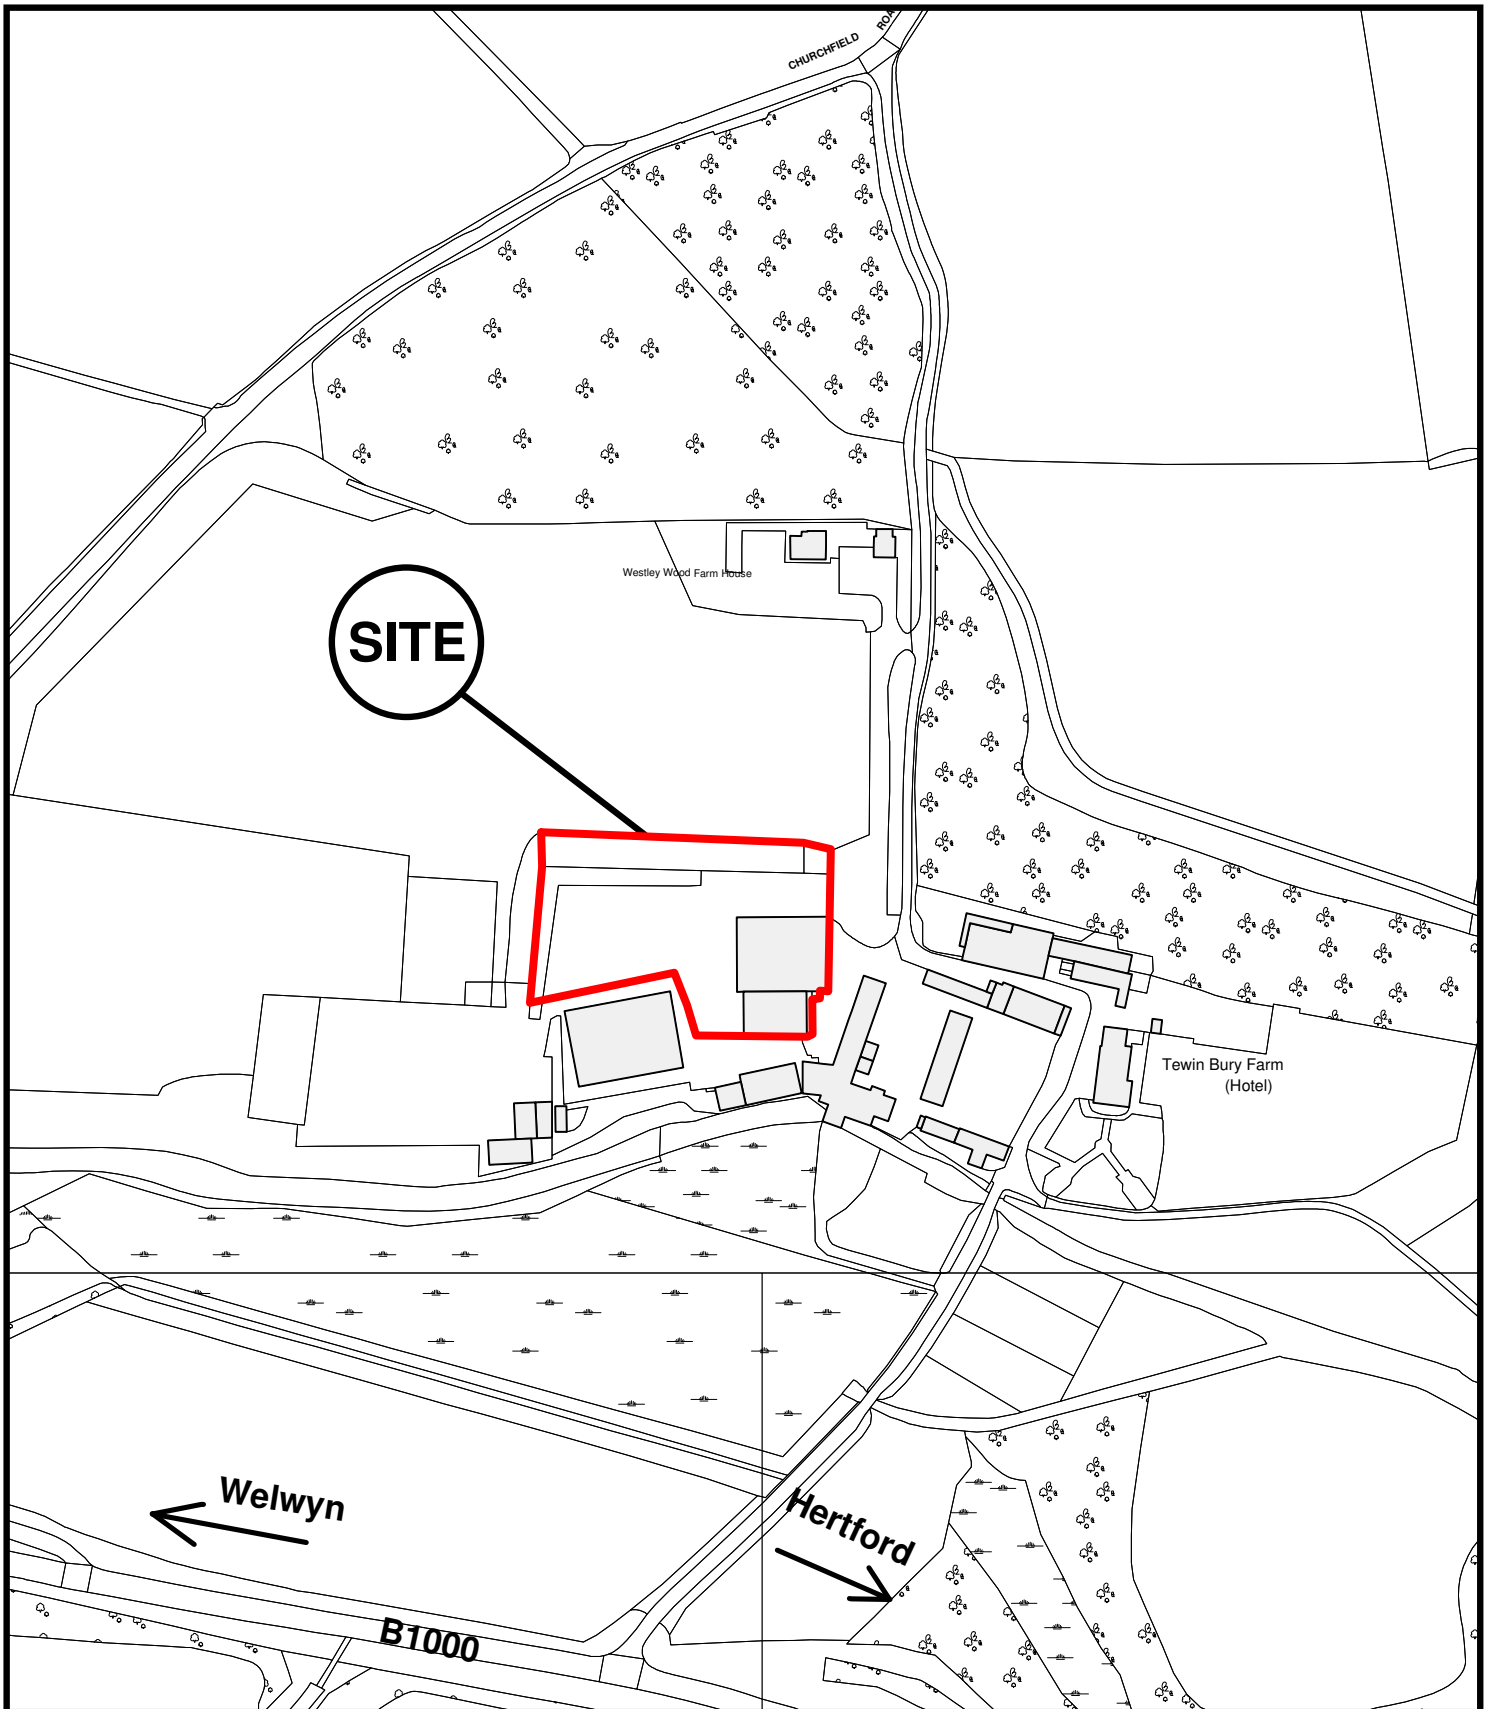 CHURCHFIELD ROA
Westley Wood Farm House
SITE
Tewin Bury Farm
(Hotel)
Welwyn
Hertford
B1000